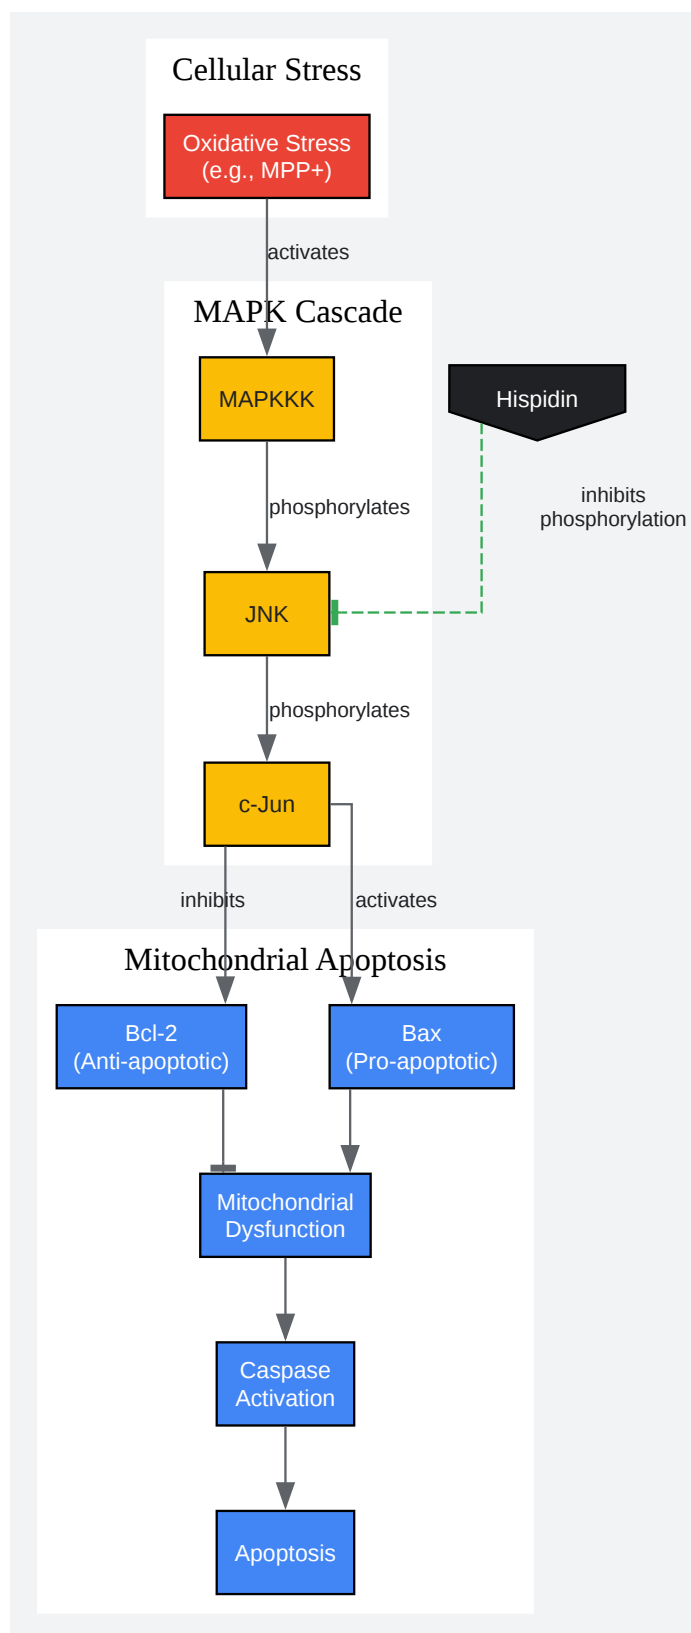 Cellular Stress
Oxidative Stress
(e.g., MPP+)
activates
MAPK Cascade
MAPKKK
Hispidin
inhibits
phosphorylation
phosphorylates
JNK
phosphorylates
c-Jun
inhibits
activates
Mitochondrial Apoptosis
Bcl-2
(Anti-apoptotic)
Bax
(Pro-apoptotic)
Mitochondrial
Dysfunction
Caspase
Activation
Apoptosis